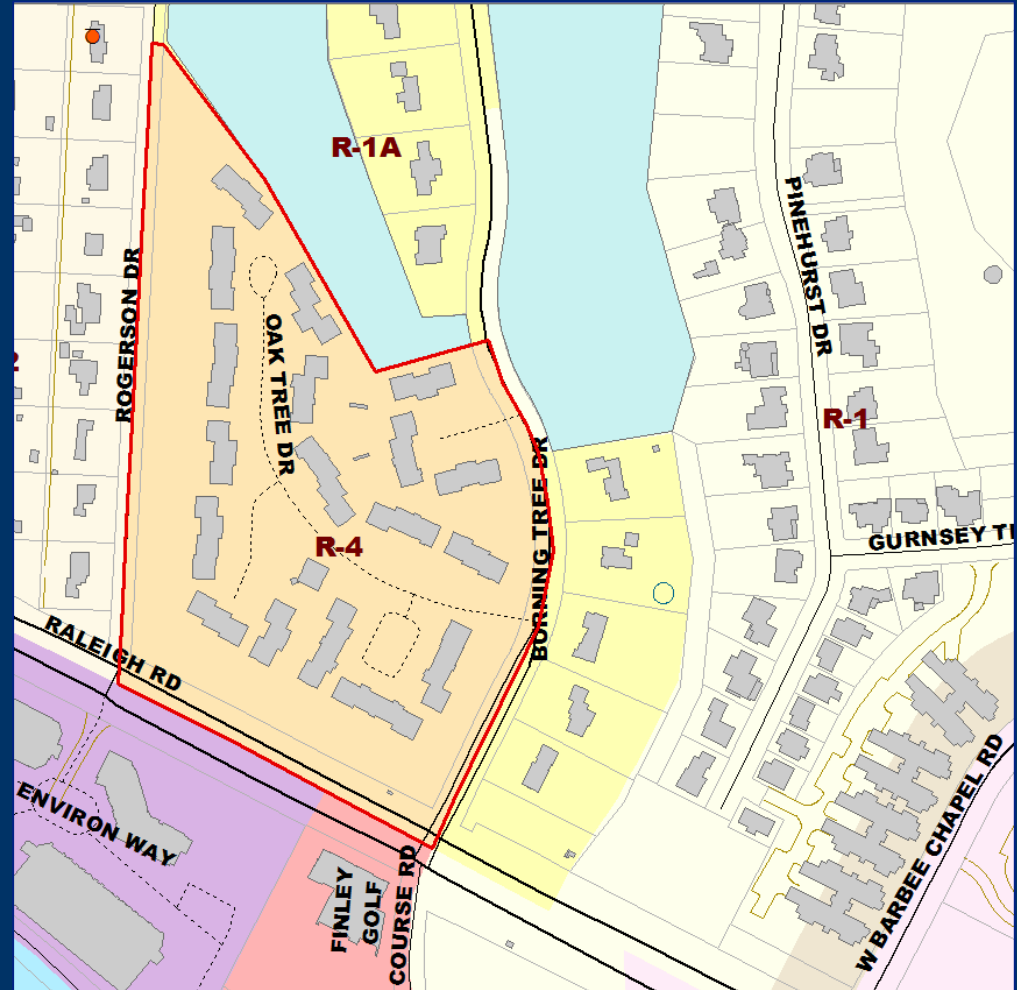 R-1A
PINEHURST DR
ROGERSON DR
OAK TREE DR
2
R-1
BURNING TREE DR
GURNSEY
R-4
RALEIGH RD
ENVIRON WAY
FINLEY
GOLF
COURSE RD
W BARBEE CHAPEL RD